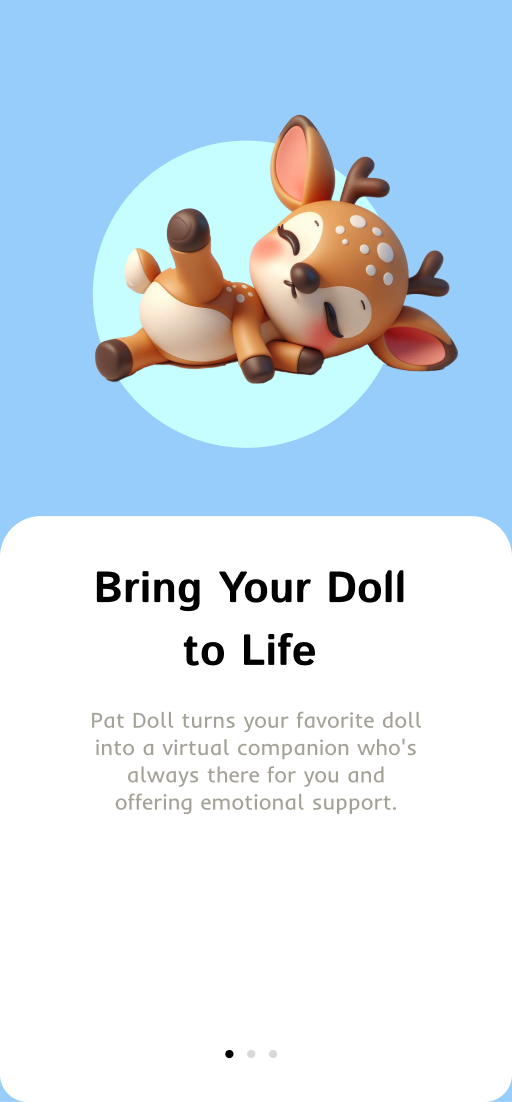 Bring Your Doll
to Life
Pat Doll turns your favorite doll
into a virtual companion who's
always there for you and
offering emotional support.